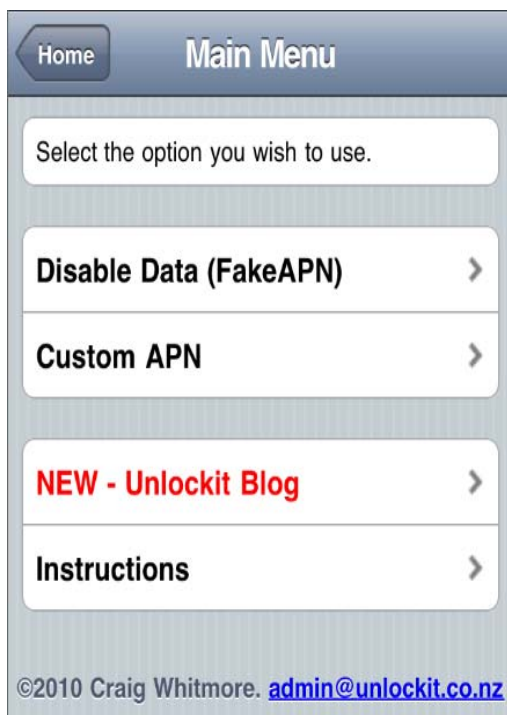 Home
Main Menu
Select the option you wish to use.
Disable Data (FakeAPN)
Custom APN
NEW - Unlockit Blog
Instructions
©2010 Craig Whitmore. admin@unlockit.co.nz